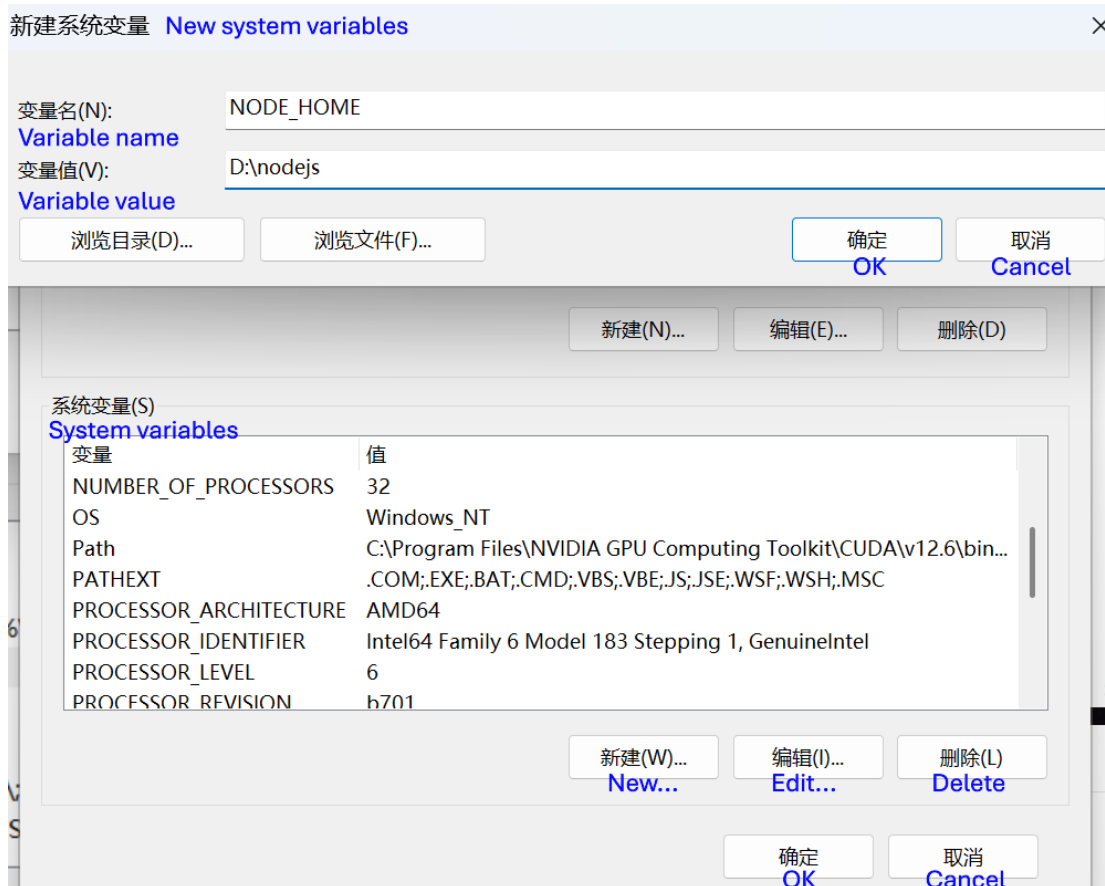 新建系统变量 New system variables
变量名(N): NODE_HOME
Variable name
变量值(V): D:\nodejs
Variable value
浏览目录(D)... 浏览文件(F)... 确定 取消
OK Cancel
新建(N)... 编辑(E)... 删除(D)
系统变量(S)
System variables
变量 值
NUMBER_OF_PROCESSORS 32
OS Windows_NT
Path C:\Program Files\NVIDIA GPU Computing Toolkit\CUDA\v12.6\bin...
PATHEXT .COM;.EXE;.BAT;.CMD;.VBS;.VBE;.JS;.JSE;.WSF;.WSH;.MSC
PROCESSOR_ARCHITECTURE AMD64
PROCESSOR_IDENTIFIER Intel64 Family 6 Model 183 Stepping 1, GenuineIntel
PROCESSOR_LEVEL 6
PROCESSOR_REVISION b701
新建(W)... 编辑(I)... 删除(L)
New... Edit... Delete
确定 取消
OK Cancel